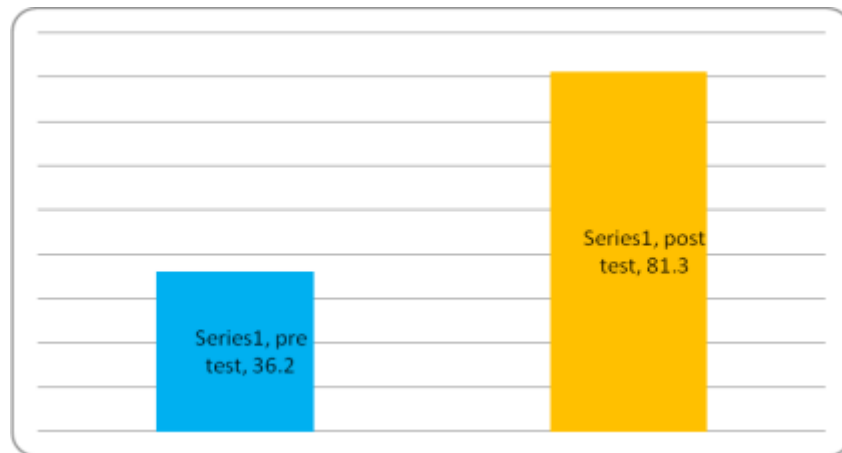 Series1, pre
test, 36.2
Series1, post
test, 81.3